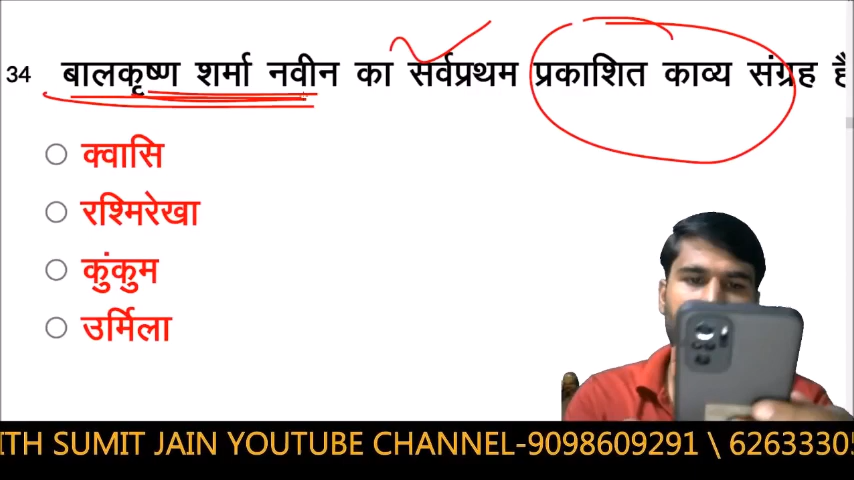 34 बालकृष्ण शर्मा नवीन का सर्वप्रथम प्रकाशित काव्य संग्रह है
क्वासि
रश्मिरेखा
कुंकुम
उर्मिला
ITH SUMIT JAIN YOUTUBE CHANNEL-9098609291 \ 62633305